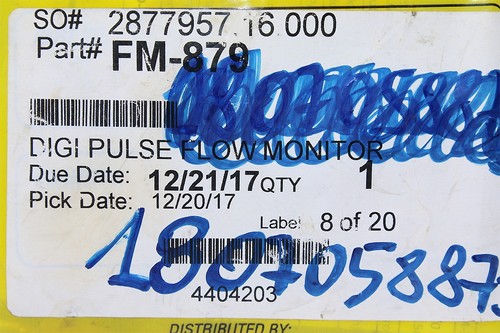 SO# 2877957.16.000
Part# FM-879
DIGI PULSE FLOW MONITOR
Due Date: 12/21/17 QTY 1
Pick Date: 12/20/17
Label 8 of 20
180705887
4404203
DISTRIBUTED BY: